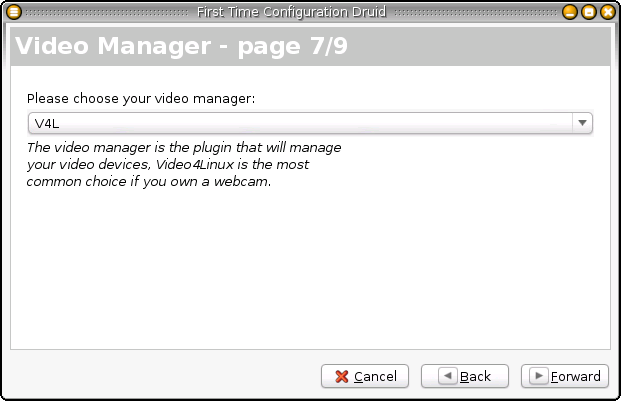 First Time Configuration Druid
Video Manager - page 7/9
Please choose your video manager:
V4L
The video manager is the plugin that will manage
your video devices, Video4Linux is the most
common choice if you own a webcam.
Cancel
Back
Forward